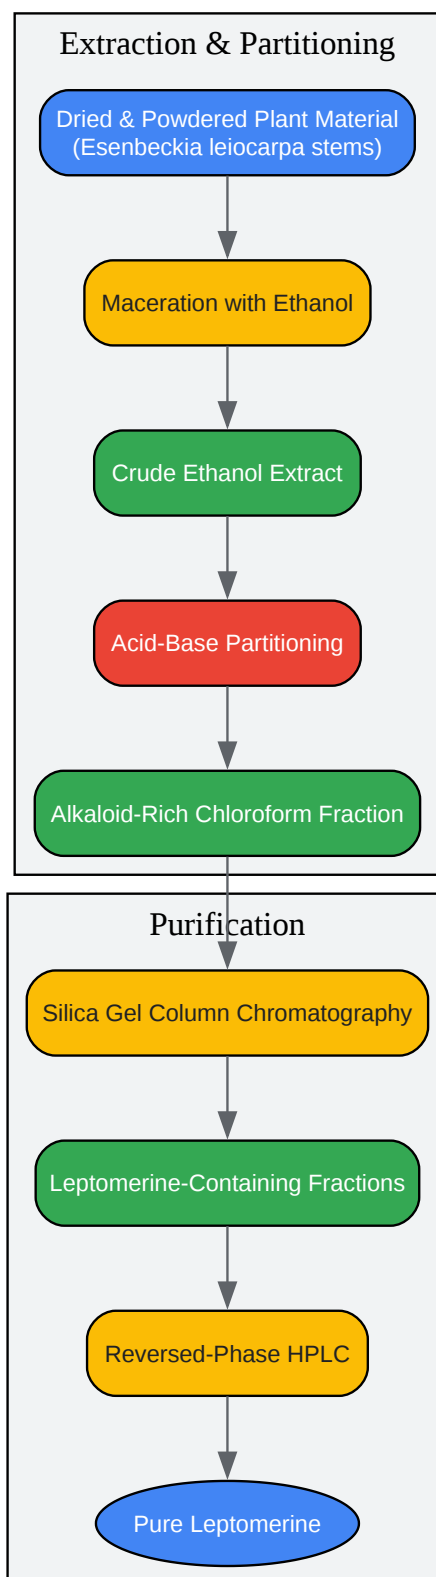 Extraction & Partitioning
Dried & Powdered Plant Material
(Esenbeckia leiocarpa stems)
Maceration with Ethanol
Crude Ethanol Extract
Acid-Base Partitioning
Alkaloid-Rich Chloroform Fraction
Purification
Silica Gel Column Chromatography
Leptomerine-Containing Fractions
Reversed-Phase HPLC
Pure Leptomerine